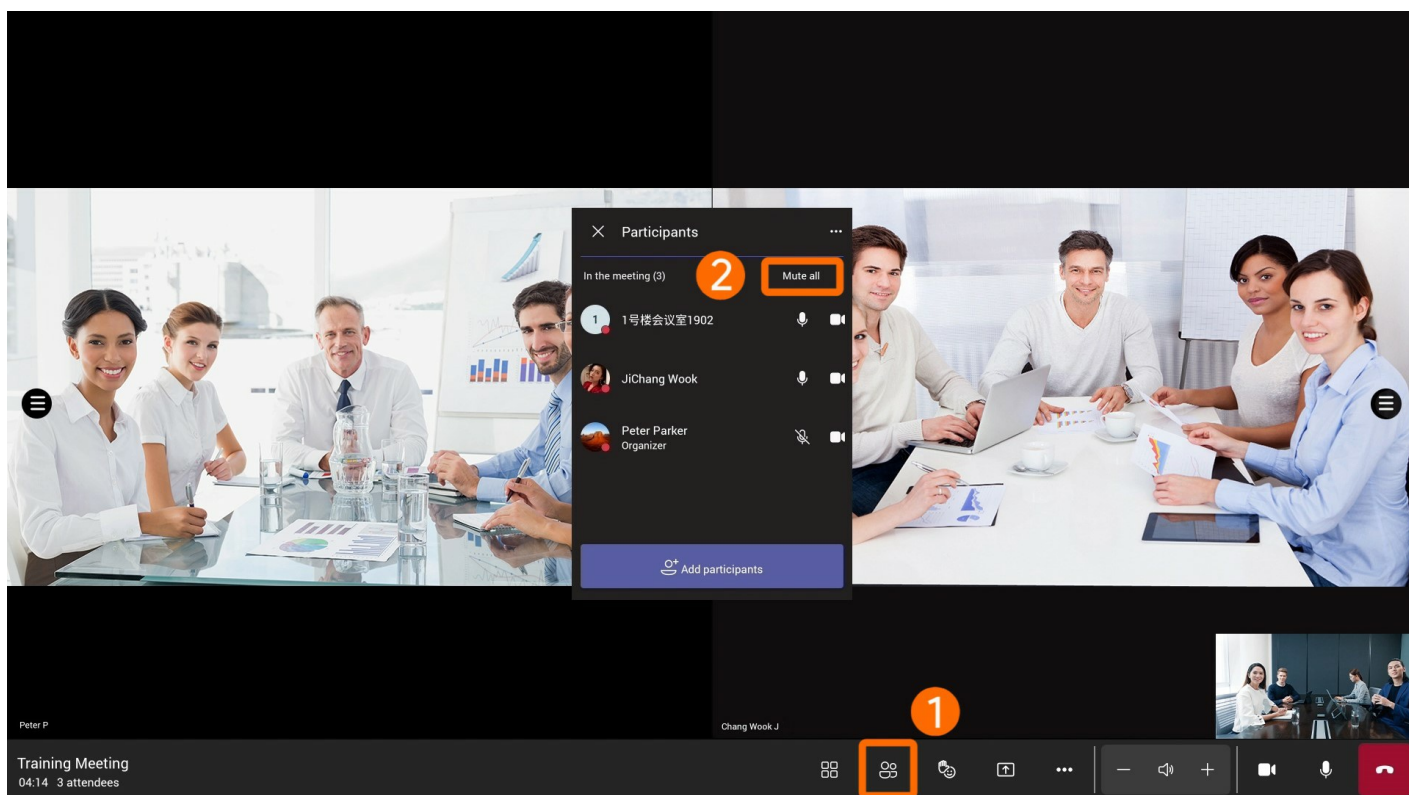 Participants
In the meeting (3)
2
Mute all
1
1号楼会议室1902
JiChang Wook
Peter Parker
Organizer
Add participants
Peter P
Chang Wook J
1
Training Meeting
04:14 3 attendees